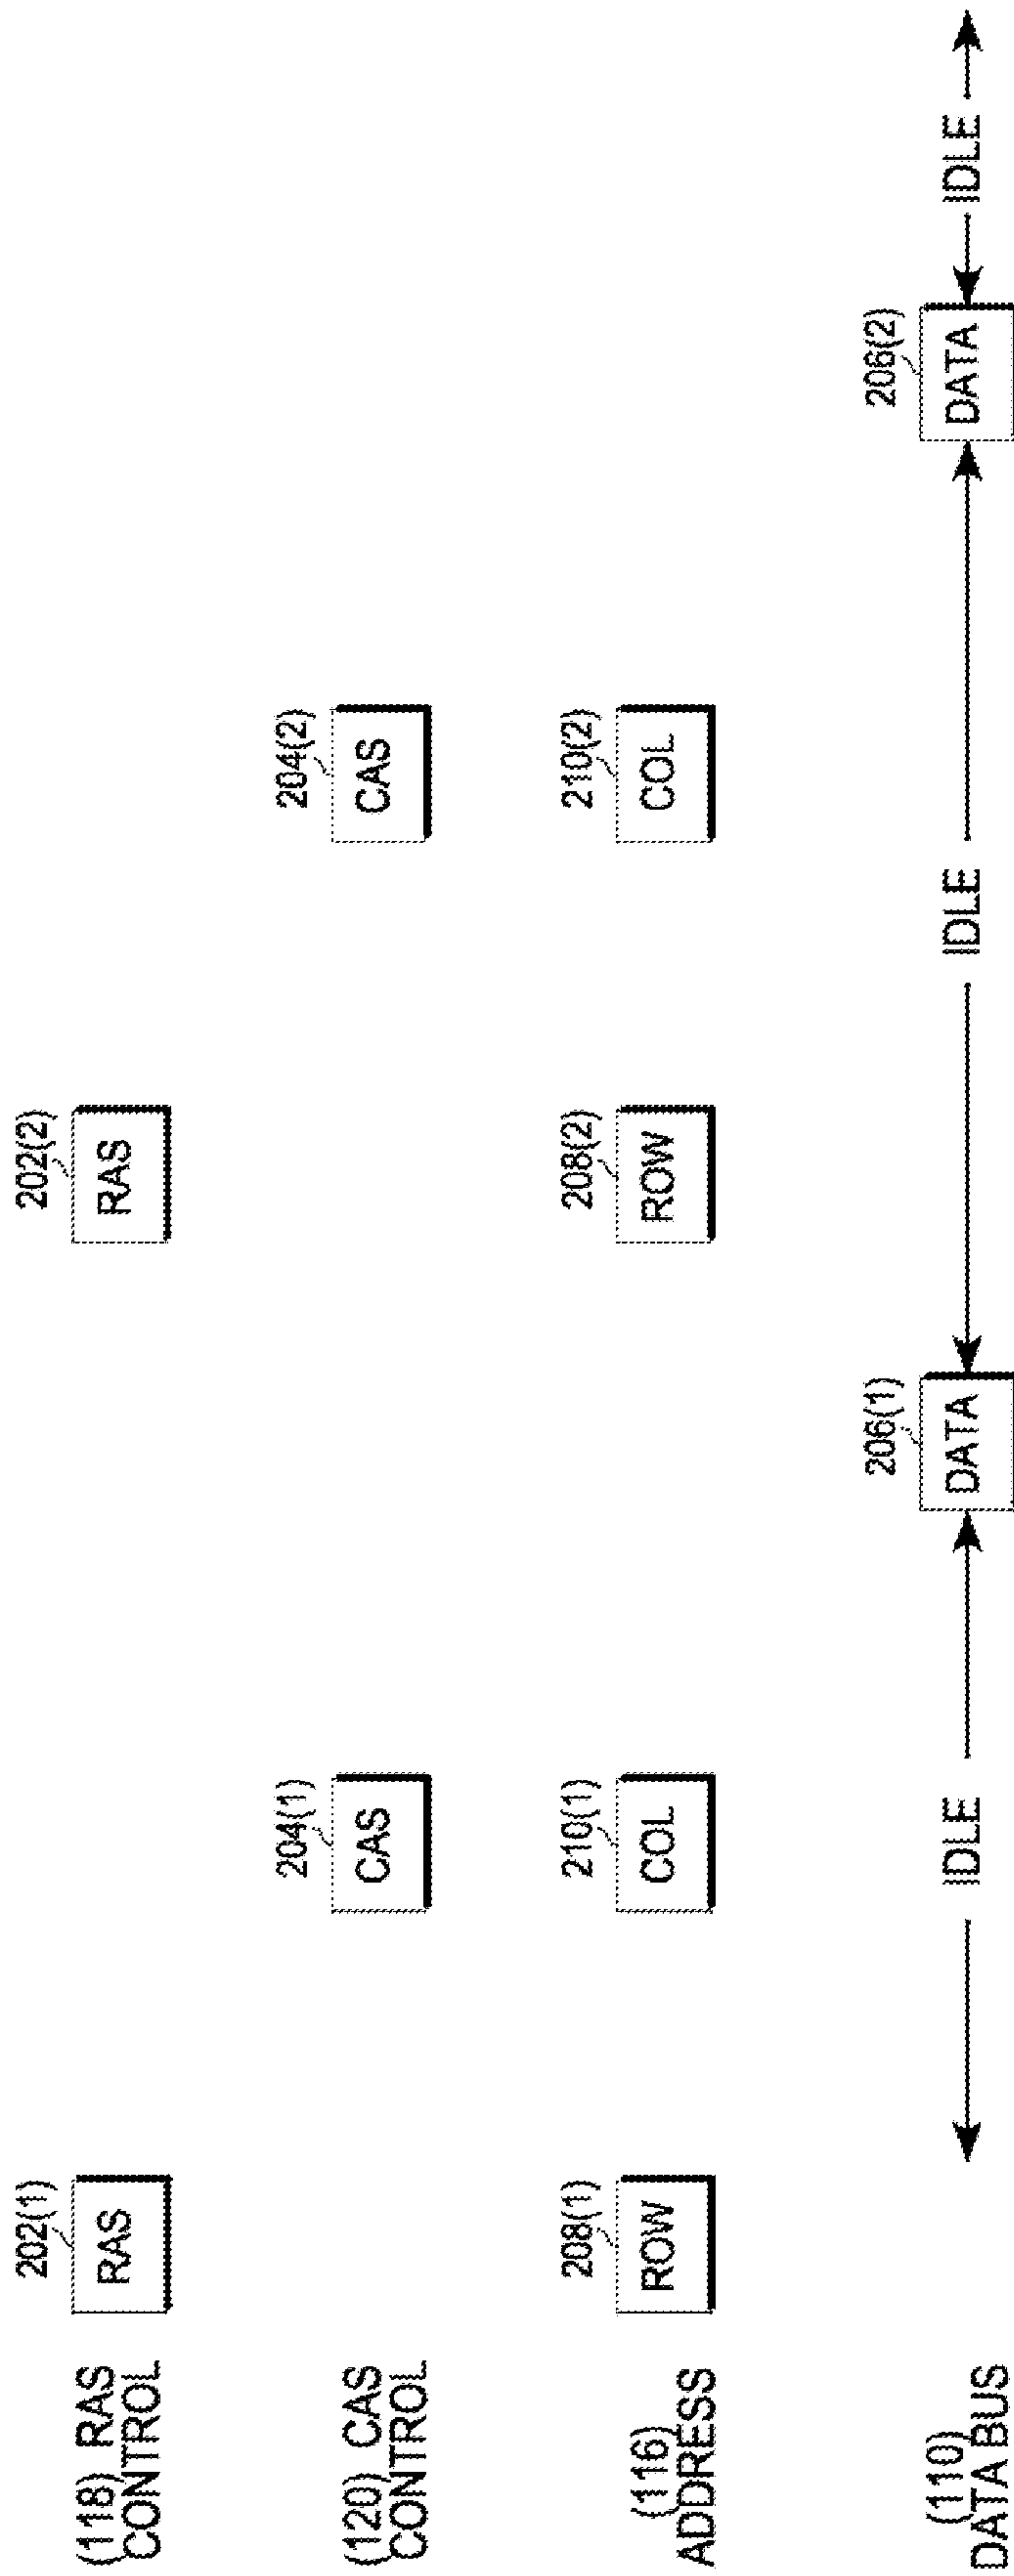 202(1)
202(2)
(118) RAS
CONTROL
RAS
RAS
204(1)
204(2)
(120) CAS
CONTROL
CAS
CAS
208(1)
210(1)
208(2)
210(2)
(116)
ADDRESS
ROW
COL
ROW
COL
206(1)
206(2)
(110)
DATA BUS
IDLE
DATA
IDLE
DATA
IDLE